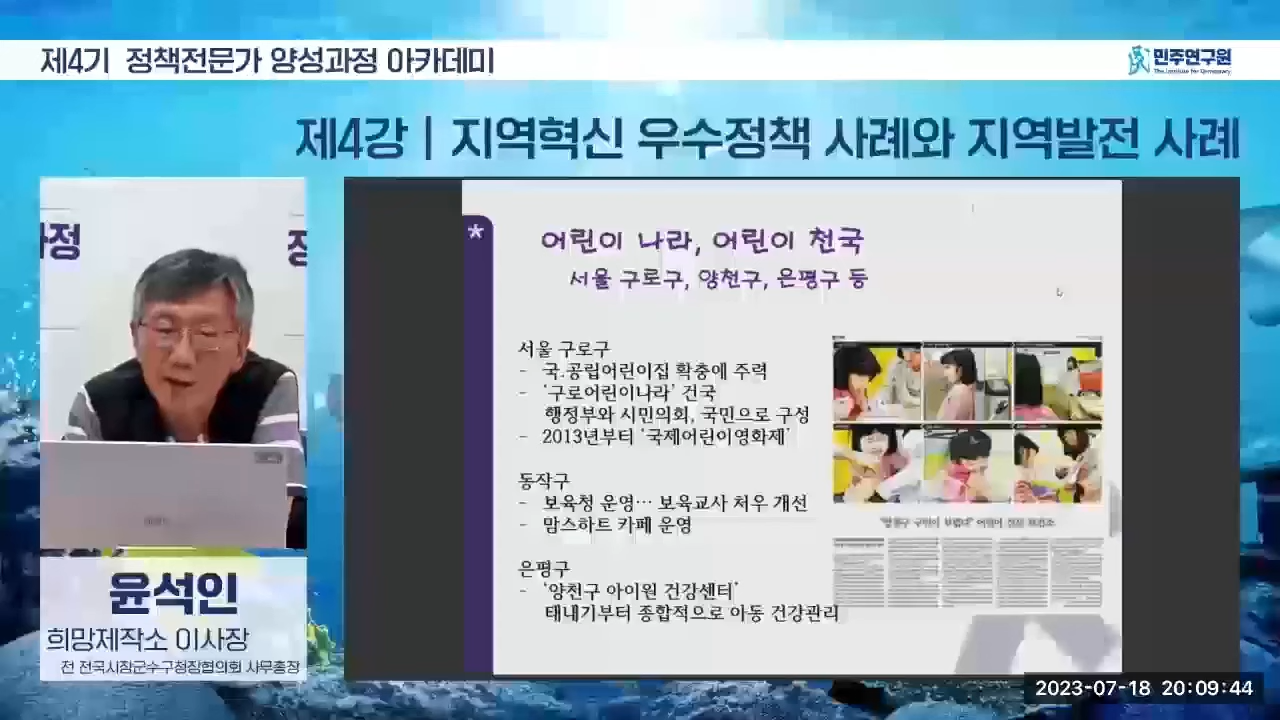 제4기 정책전문가 양성과정 아카데미
민주연구원
The Institute for Democracy
제4강 | 지역혁신 우수정책 사례와 지역발전 사례
사정
정
*
어린이 나라, 어린이 천국
서울 구로구, 양천구, 은평구 등
서울 구로구
- 국.공립어린이집 확충에 주력
- '구로어린이나라' 건국
행정부와 시민의회, 국민으로 구성
- 2013년부터 '국제어린이영화제'
동작구
- 보육청 운영… 보육교사 처우 개선
- 맘스하트 카페 운영
은평구
- '양천구 아이원 건강센터'
태내기부터 종합적으로 아동 건강관리
윤석인
희망제작소 이사장
전 전국시장군수구청장협의회 사무총장
2023-07-18 20:09:44